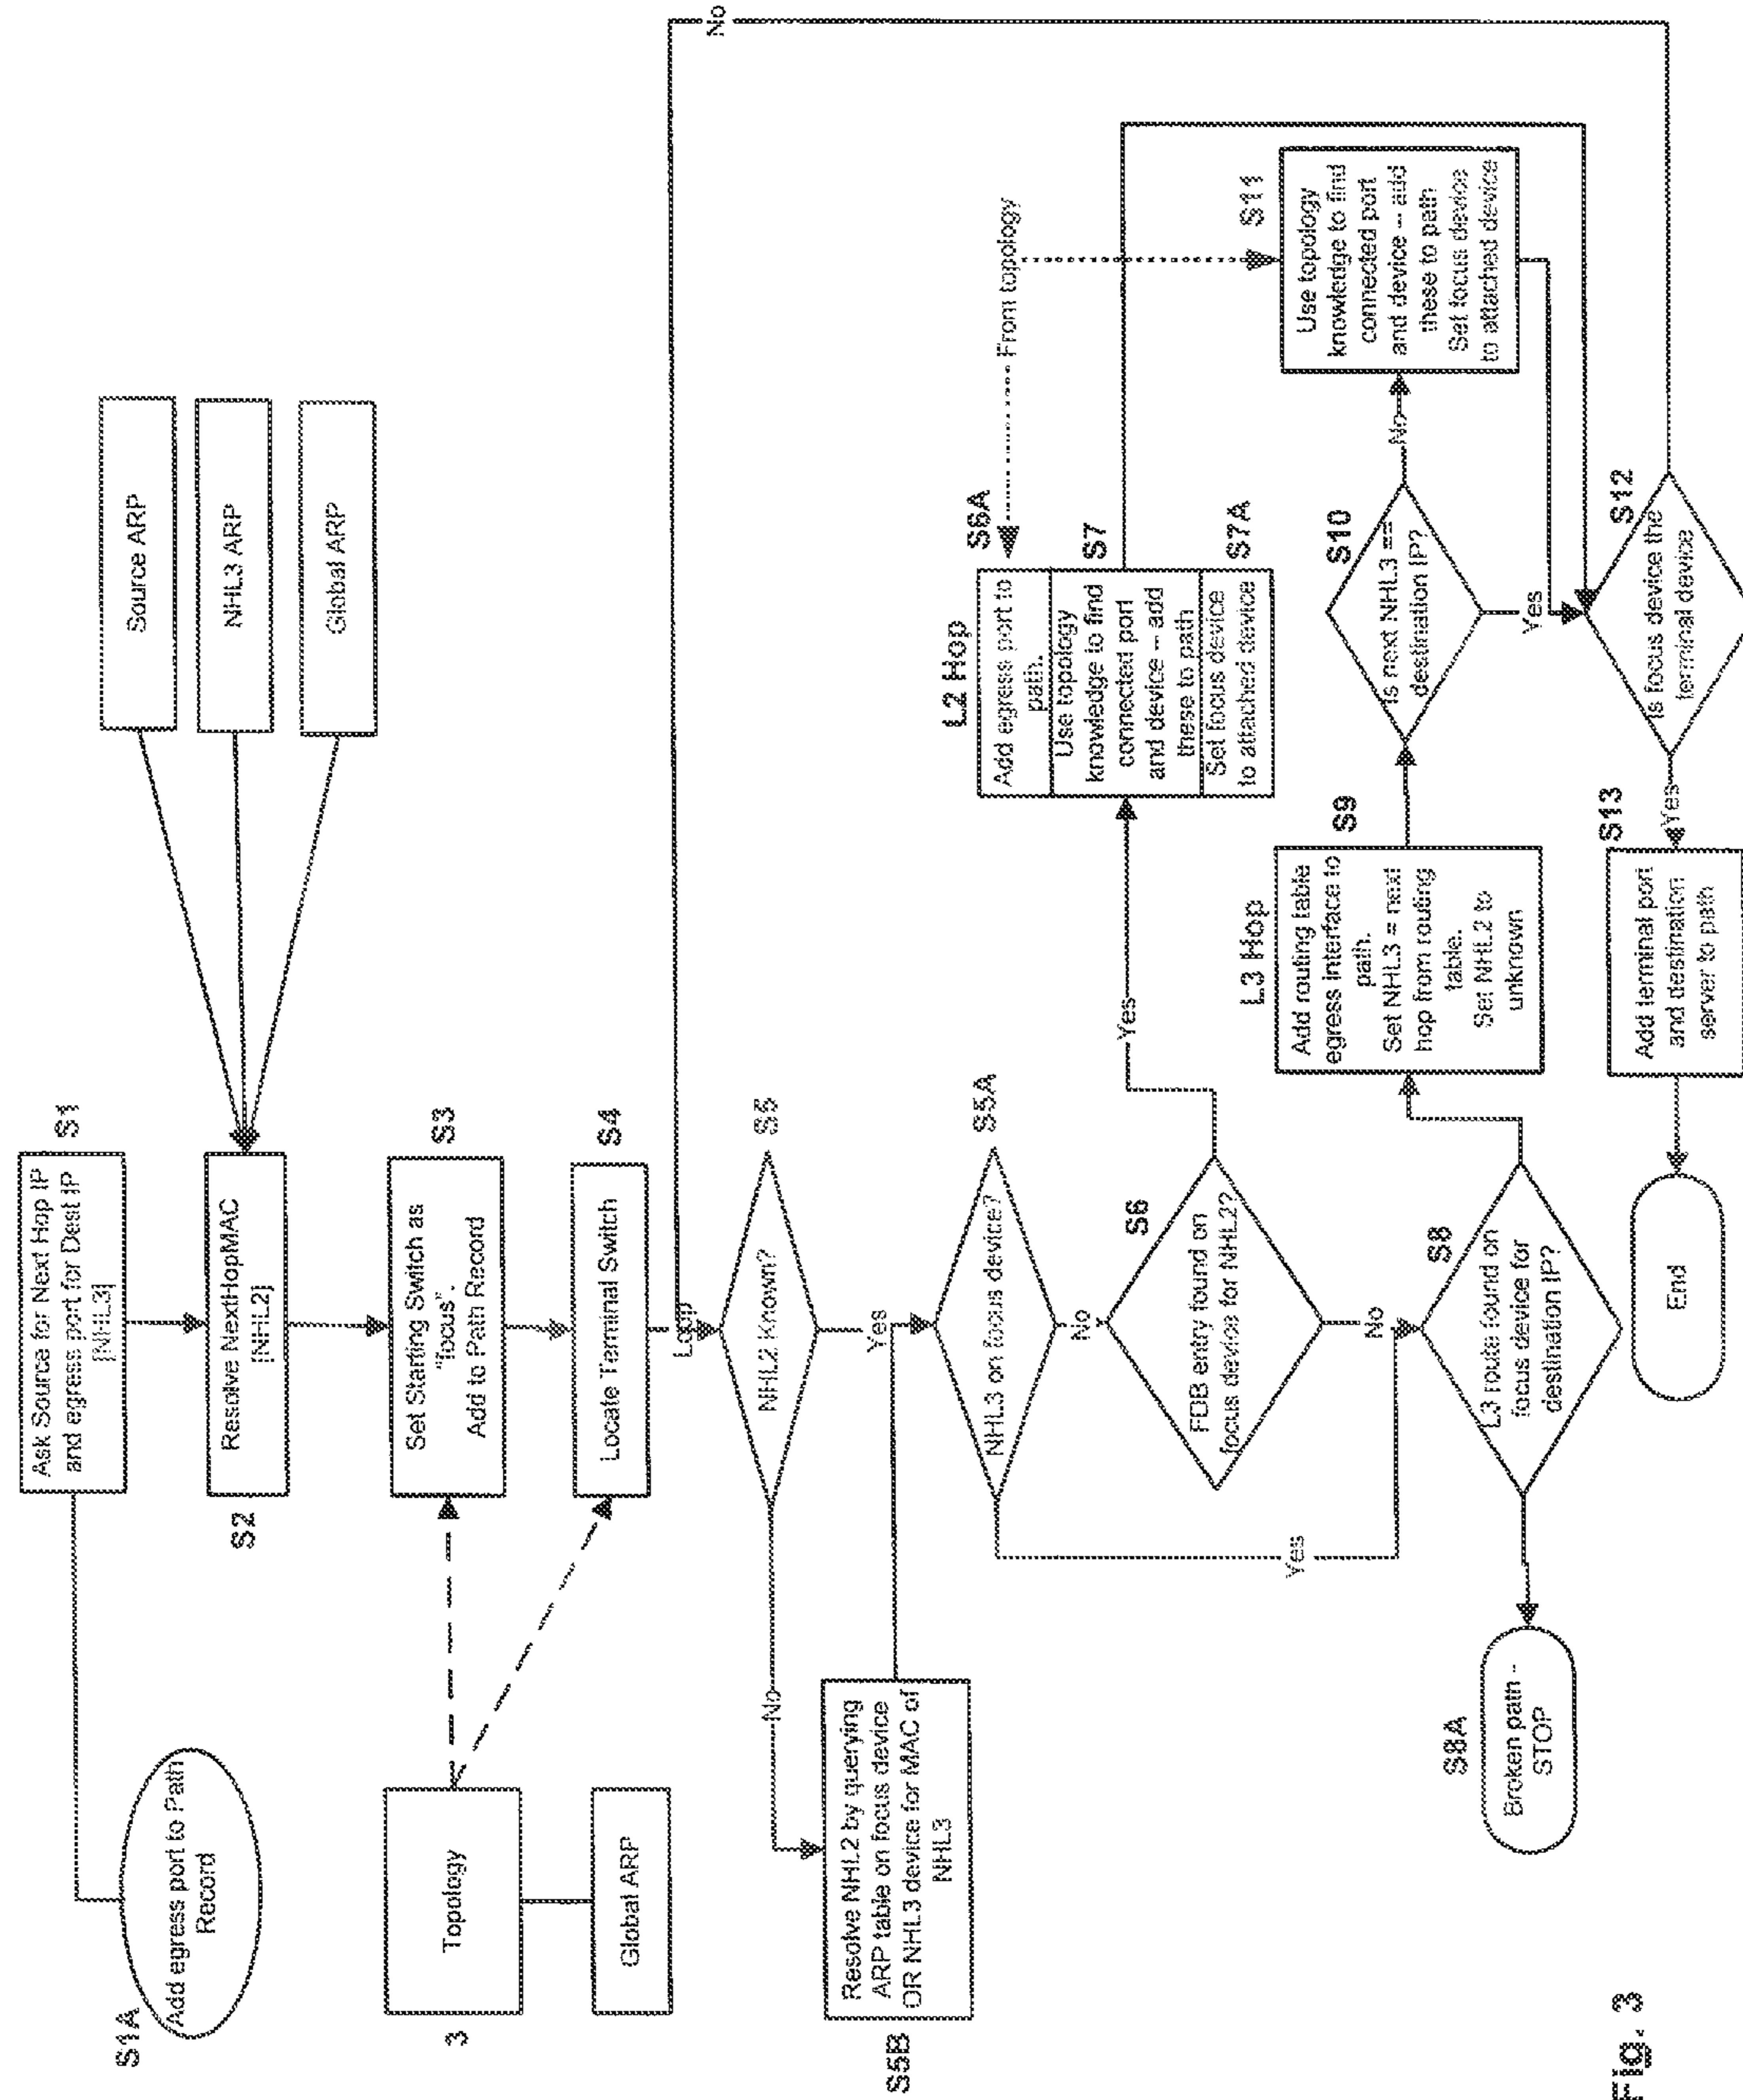 S1A
Add egress port to Path
Record
Ask Source for Next Hop IP
and egress port for Dest IP
[NHL3]
S1
S2
Resolve NextHopMAC
[NHL2]
Source ARP
NHL3 ARP
Global ARP
3
Topology
Global ARP
Set Starting Switch as
"focus".
Add to Path Record
S3
Locate Terminal Switch
S4
Loop
No
NHL2 Known?
S5
No
Yes
S5B
Resolve NHL2 by querying
ARP table on focus device
OR NHL3 device for MAC of
NHL3
NHL3 on focus device?
S5A
No
Yes
S6
FDB entry found on
focus device for NHL2?
Yes
No
L2 Hop
S6A
From topology
Add egress port to
path.
Use topology
knowledge to find
connected port
and device -- add
these to path
S7
Set focus device
to attached device
S7A
S8A
Broken path -
STOP
S8
L3 route found on
focus device for
destination IP?
L3 Hop
S9
Add routing table
egress interface to
path.
Set NHL3 = next
hop from routing
table.
Set NHL2 to
unknown
S10
Is next NHL3 ==
destination IP?
No
Yes
S11
Use topology
knowledge to find
connected port
and device -- add
these to path
Set focus device
to attached device
S12
Is focus device the
terminal device
Yes
S13
Add terminal port
and destination
server to path
End
Fig. 3